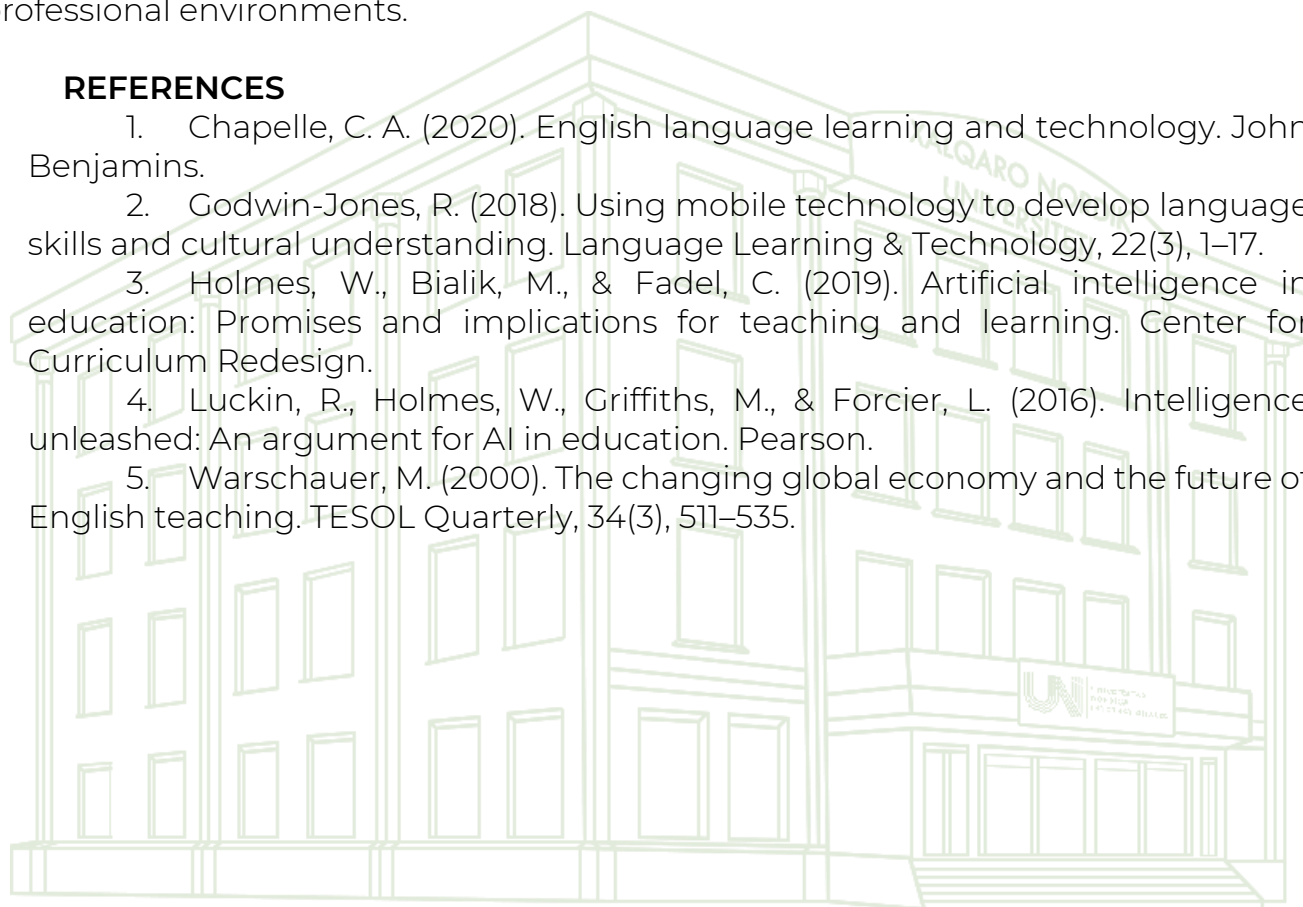 rofessional environments.
REFERENCES
1. Chapelle, C. A. (2020). English language learning and technology. John
Benjamins.
2. Godwin-Jones, R. (2018). Using mobile technology to develop language
skills and cultural understanding. Language Learning & Technology, 22(3), 1–17.
3. Holmes, W., Bialik, M., & Fadel, C. (2019). Artificial intelligence in
education: Promises and implications for teaching and learning. Center for
Curriculum Redesign.
4. Luckin, R., Holmes, W., Griffiths, M., & Forcier, L. (2016). Intelligence
unleashed: An argument for AI in education. Pearson.
5. Warschauer, M. (2000). The changing global economy and the future of
English teaching. TESOL Quarterly, 34(3), 511–535.
UNI